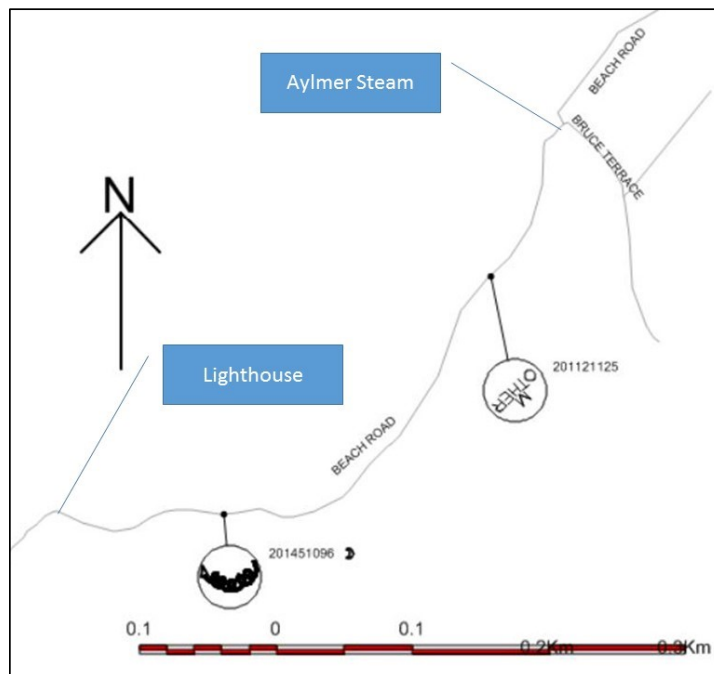 BEACH ROAD
Aylmer Steam
BRUCE TERRACE
N
201121125
M
OTHER
Lighthouse
BEACH ROAD
201451096
0.1 0 0.1 0.2Km 0.3Km